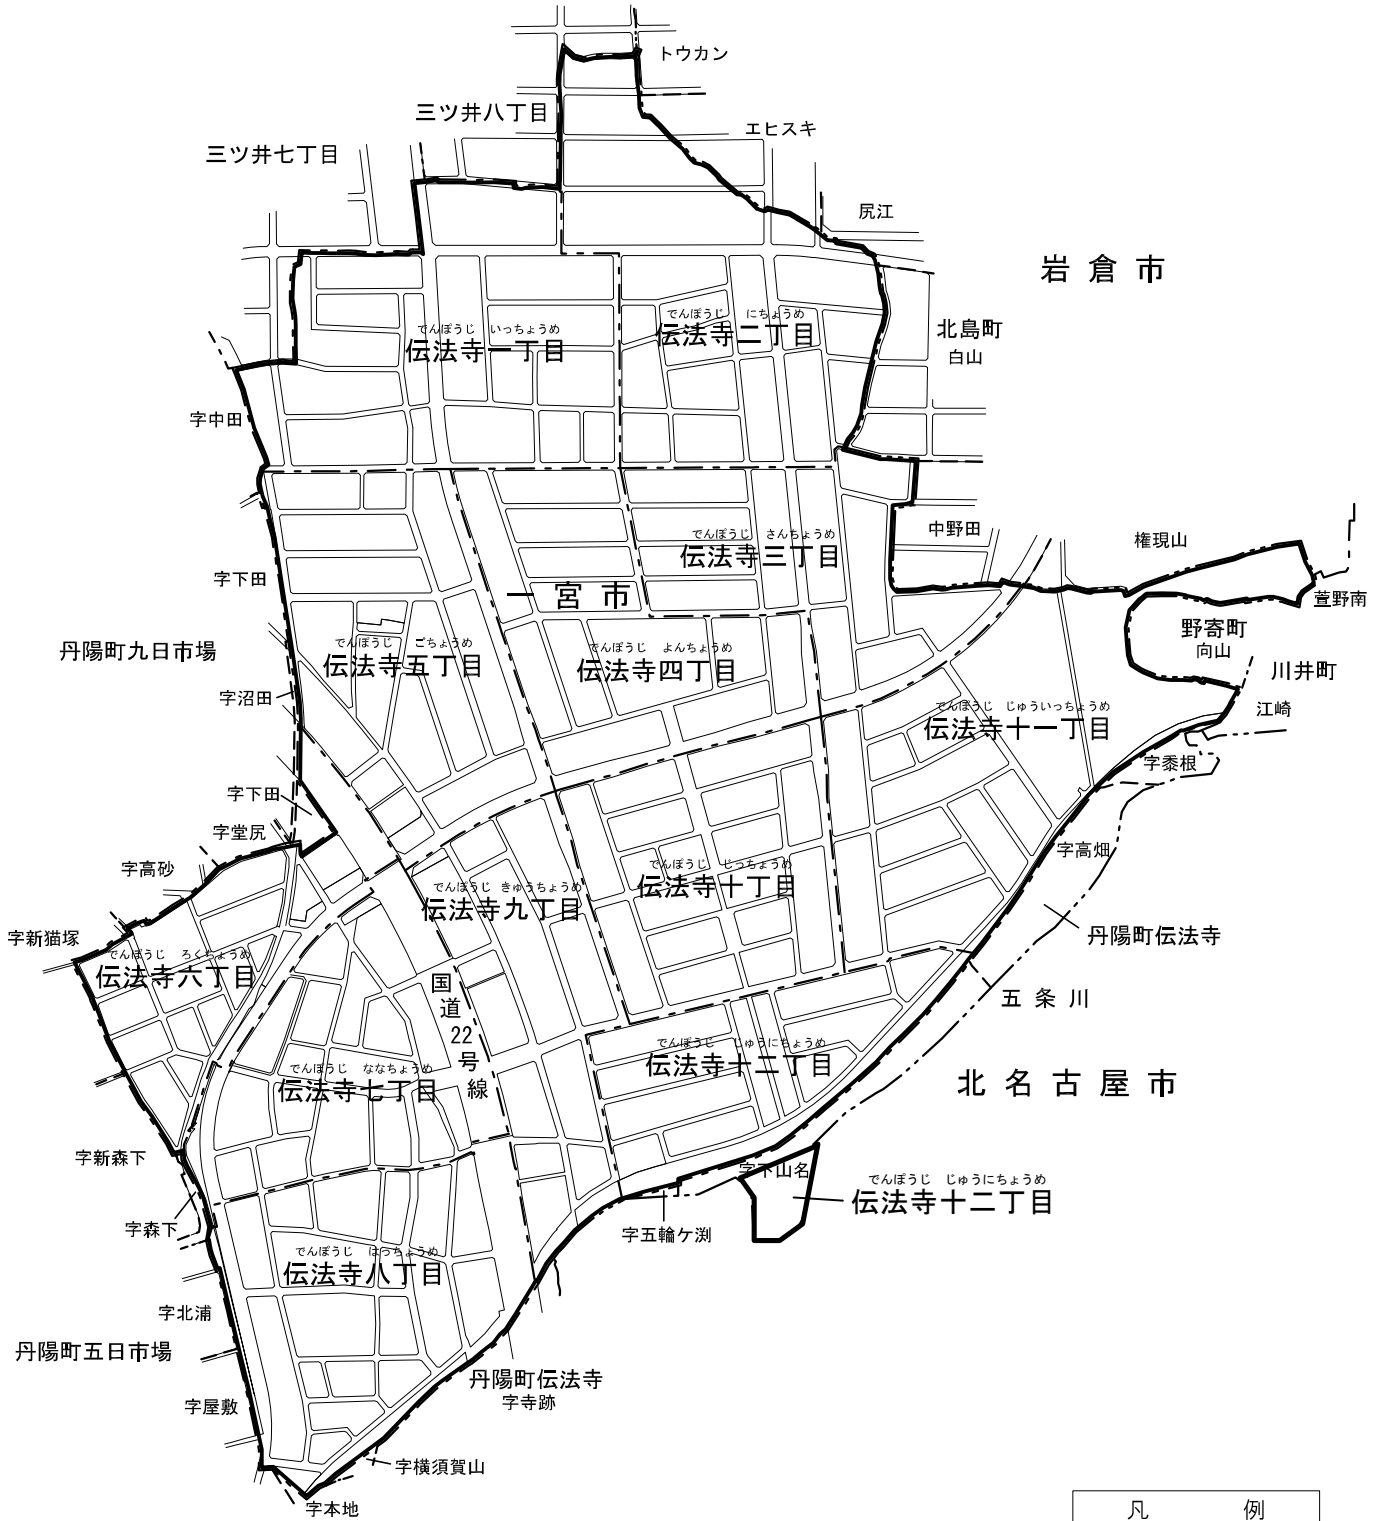 トウカン
三ツ井八丁目
エヒスキ
三ツ井七丁目
尻江
岩倉市
でんぽうじ いっちょうめ
伝法寺一丁目
でんぽうじ にちょうめ
伝法寺二丁目
北島町
白山
字中田
でんぽうじ さんちょうめ
伝法寺三丁目
中野田
権現山
字下田
一宮市
萱野南
野寄町
向山
丹陽町九日市場
でんぽうじ ごちょうめ
伝法寺五丁目
でんぽうじ よんちょうめ
伝法寺四丁目
川井町
江崎
字沼田
でんぽうじ じゅういっちょうめ
伝法寺十一丁目
字黍根
字下田
字堂尻
字高砂
字高畑
でんぽうじ じっちょうめ
伝法寺十丁目
でんぽうじ きゅうちょうめ
伝法寺九丁目
字新猫塚
丹陽町伝法寺
でんぽうじ ろくちょうめ
伝法寺六丁目
国道22号線
五条川
でんぽうじ じゅうにちょうめ
伝法寺十二丁目
でんぽうじ ななちょうめ
伝法寺七丁目
北名古屋市
字新森下
字下山名
でんぽうじ じゅうにちょうめ
伝法寺十二丁目
字森下
字五輪ケ渕
でんぽうじ はっちょうめ
伝法寺八丁目
字北浦
丹陽町五日市場
丹陽町伝法寺
字寺跡
字屋敷
字横須賀山
字本地
凡例